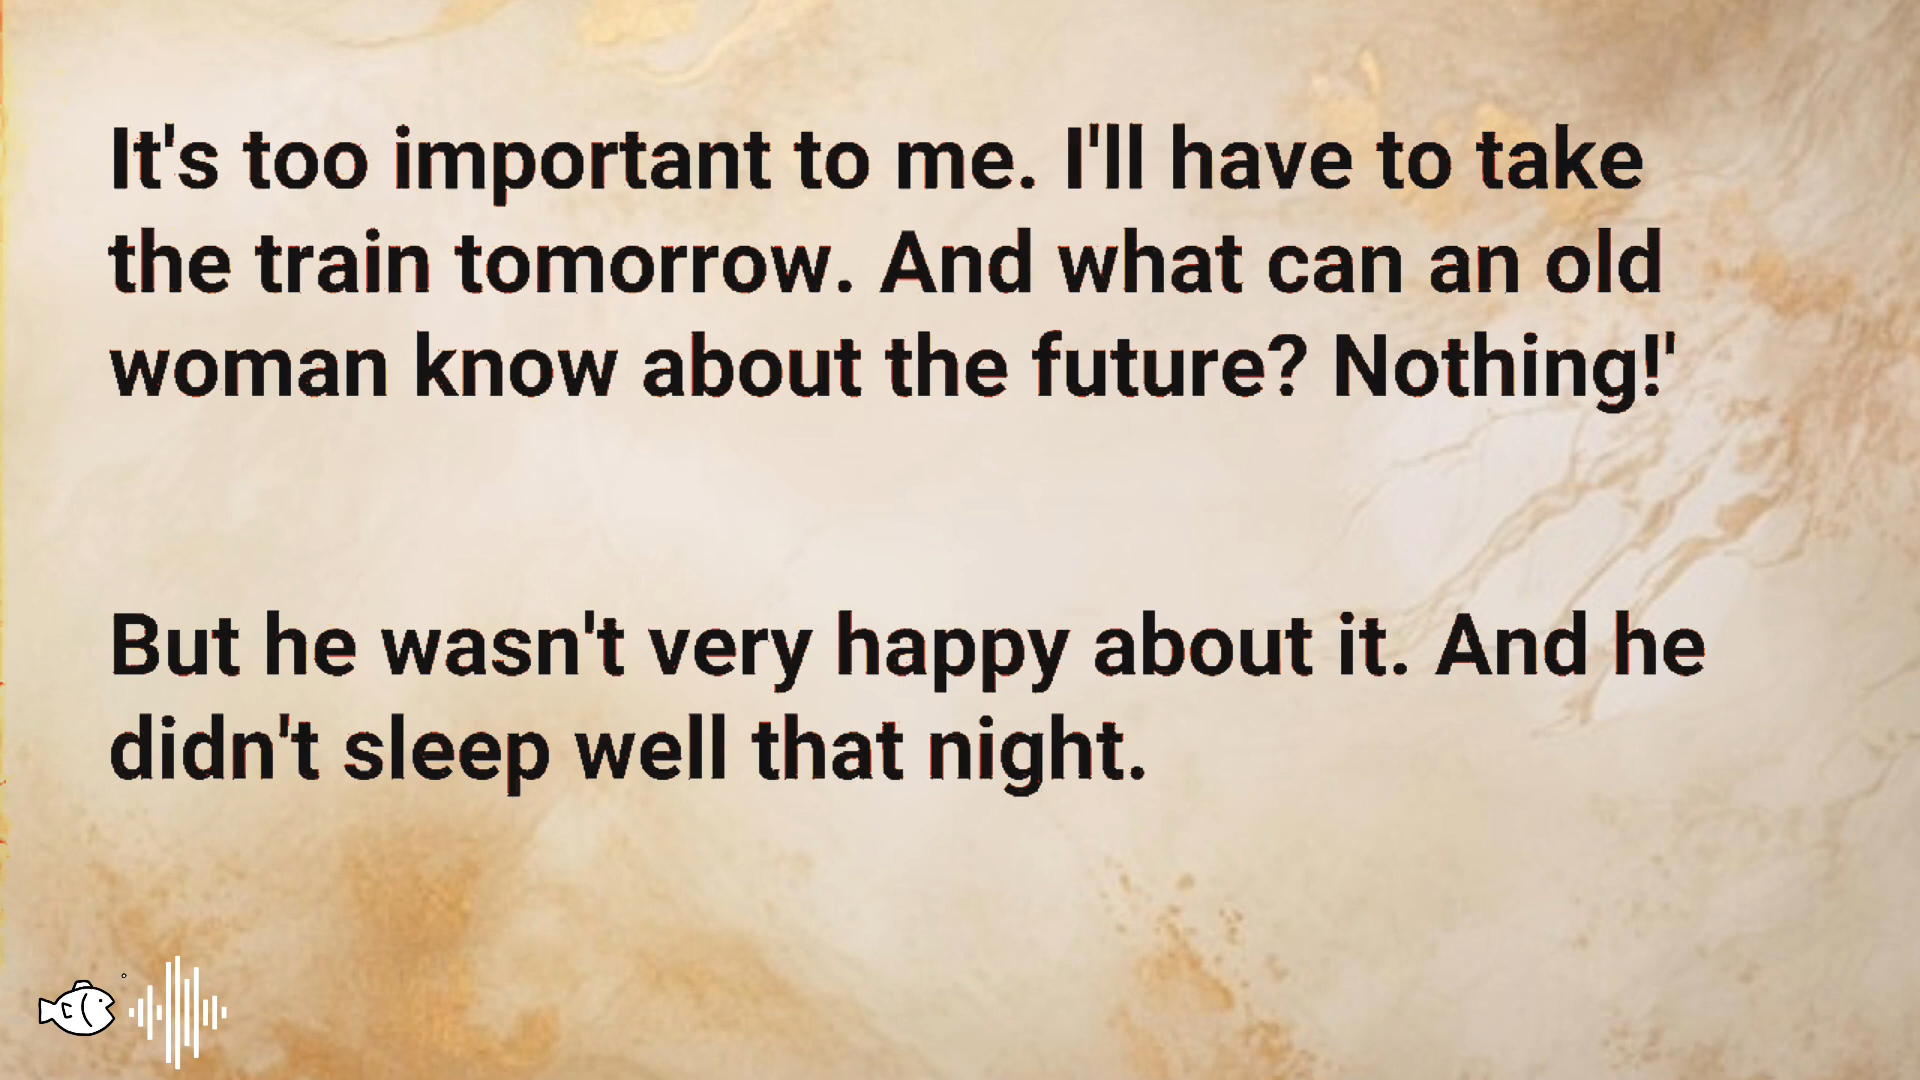 It's too important to me. I'll have to take
the train tomorrow. And what can an old
woman know about the future? Nothing!'
But he wasn't very happy about it. And he
didn't sleep well that night.